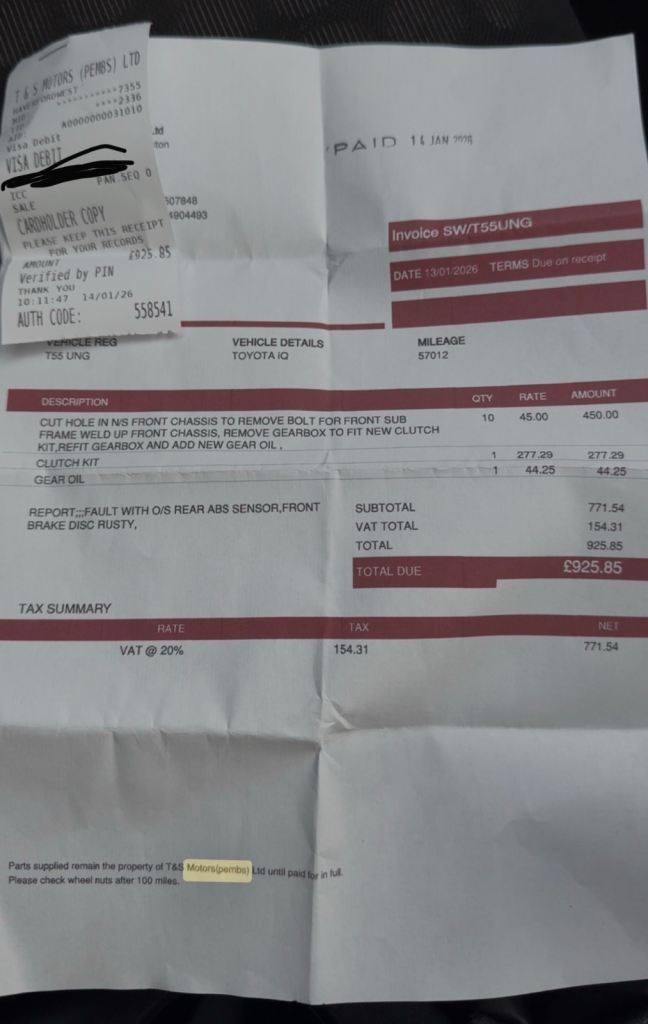 T & S MOTORS (PEMBS) LTD
HAVERFORDWEST
MID: ************7355
TID: ****2336
AID: A0000000031010
Visa Debit
VISA DEBIT
PAN.SEQ 0
ICC
SALE
CARDHOLDER COPY
PLEASE KEEP THIS RECEIPT
FOR YOUR RECORDS
AMOUNT £925.85
Verified by PIN
THANK YOU
10:11:47 14/01/26
AUTH CODE: 558541
ton
507848
4904493
PAID 14 JAN 2026
Invoice SW/T55UNG
DATE 13/01/2026 TERMS Due on receipt
VEHICLE REG VEHICLE DETAILS MILEAGE
T55 UNG TOYOTA IQ 57012
DESCRIPTION QTY RATE AMOUNT
CUT HOLE IN N/S FRONT CHASSIS TO REMOVE BOLT FOR FRONT SUB 10 45.00 450.00
FRAME WELD UP FRONT CHASSIS, REMOVE GEARBOX TO FIT NEW CLUTCH
KIT,REFIT GEARBOX AND ADD NEW GEAR OIL ,
CLUTCH KIT 1 277.29 277.29
GEAR OIL 1 44.25 44.25
REPORT;;;FAULT WITH O/S REAR ABS SENSOR,FRONT
BRAKE DISC RUSTY,
SUBTOTAL 771.54
VAT TOTAL 154.31
TOTAL 925.85
TOTAL DUE £925.85
TAX SUMMARY
RATE TAX NET
VAT @ 20% 154.31 771.54
Parts supplied remain the property of T&S Motors(pembs) Ltd until paid for in full.
Please check wheel nuts after 100 miles.